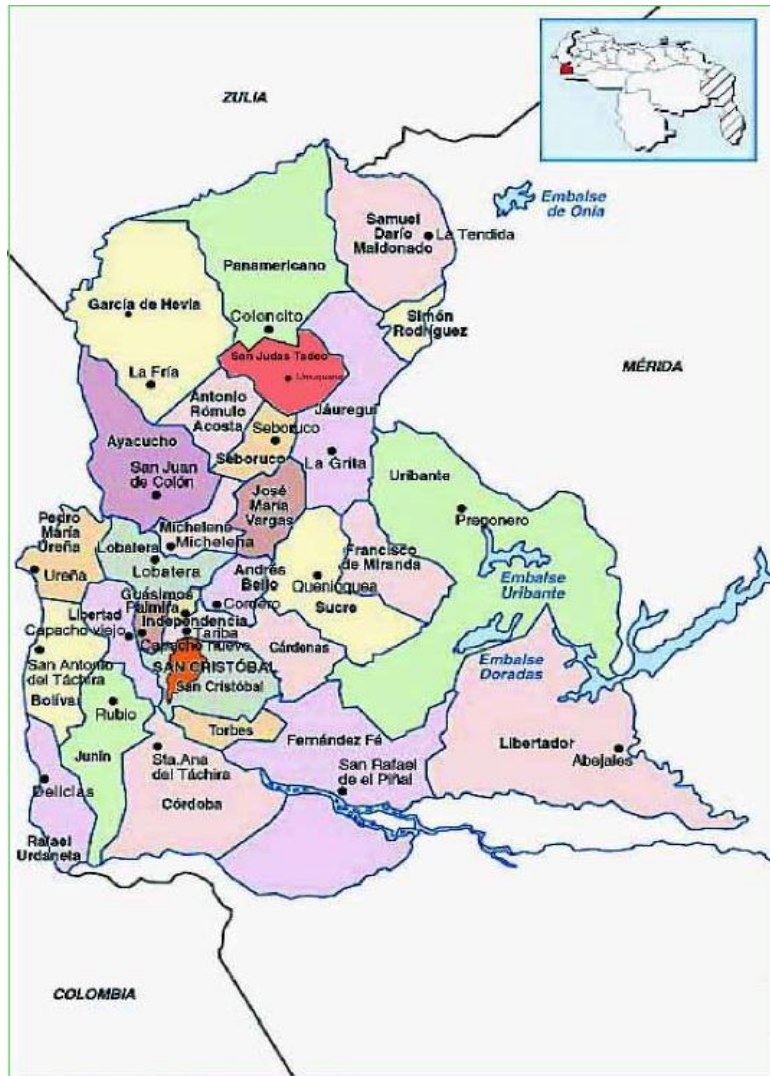 ZULIA
Embalse
de Onia
Samuel
Darío
Maldonado
La Tendida
Panamericano
García de Hevia
Simón
Rodríguez
Coloncito
San Judas Tadeo
MÉRIDA
La Fría
Umuquena
Antonio
Rómulo
Acosta
Jáuregui
Ayacucho
Seboruco
Seboruco
La Grita
Uribante
San Juan
de Colón
José
María
Vargas
Pregonero
Pedro
María
Ureña
Michelene
Micheleña
Lobatera
Francisco
de Miranda
Lobatera
Andrés
Bello
Ureña
Queniquea
Embalse
Uribante
Guásimos
Palmira
Cordero
Sucre
Libertad
Independencia
Capacho viejo
Tariba
Capacho nuevo
Cárdenas
SAN CRISTÓBAL
San Cristóbal
Embalse
Doradas
San Antonio
del Táchira
Bolíva
Rubio
Torbes
Fernández Fé
Libertador
Junín
Sta. Ana
del Táchira
San Rafael
de el Piñal
Abejales
Delicias
Córdoba
Rafael
Urdaneta
COLOMBIA